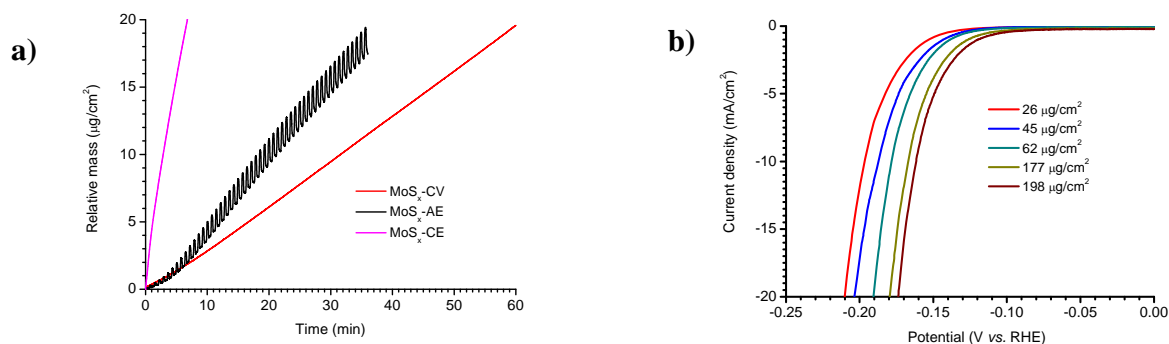 a)
Relative mass (μg/cm²)
20
15
10
5
0
MoSₓ-CV
MoSₓ-AE
MoSₓ-CE
0 10 20 30 40 50 60
Time (min)
b)
Current density (mA/cm²)
0
-5
-10
-15
-20
26 μg/cm²
45 μg/cm²
62 μg/cm²
177 μg/cm²
198 μg/cm²
-0.25 -0.20 -0.15 -0.10 -0.05 0.00
Potential (V vs. RHE)